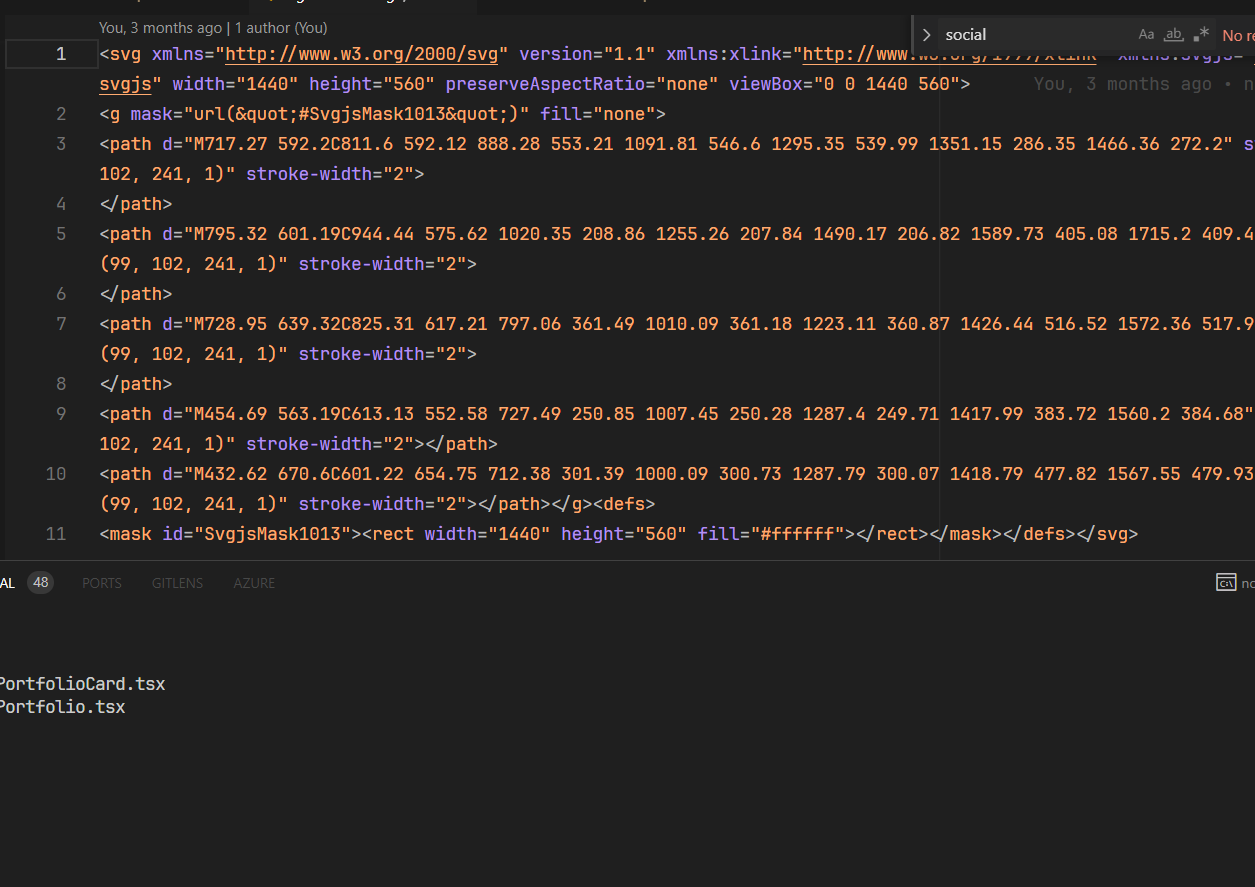 You, 3 months ago | 1 author (You)
social
Aa ab .* No re
1 <svg xmlns="http://www.w3.org/2000/svg" version="1.1" xmlns:xlink="http://www.w3.org/1999/xlink" xmlns:svgjs="
svgjs" width="1440" height="560" preserveAspectRatio="none" viewBox="0 0 1440 560"> You, 3 months ago • n
2 <g mask="url(&quot;#SvgjsMask1013&quot;)" fill="none">
3 <path d="M717.27 592.2C811.6 592.12 888.28 553.21 1091.81 546.6 1295.35 539.99 1351.15 286.35 1466.36 272.2" s
102, 241, 1)" stroke-width="2">
4 </path>
5 <path d="M795.32 601.19C944.44 575.62 1020.35 208.86 1255.26 207.84 1490.17 206.82 1589.73 405.08 1715.2 409.4
(99, 102, 241, 1)" stroke-width="2">
6 </path>
7 <path d="M728.95 639.32C825.31 617.21 797.06 361.49 1010.09 361.18 1223.11 360.87 1426.44 516.52 1572.36 517.9
(99, 102, 241, 1)" stroke-width="2">
8 </path>
9 <path d="M454.69 563.19C613.13 552.58 727.49 250.85 1007.45 250.28 1287.4 249.71 1417.99 383.72 1560.2 384.68"
102, 241, 1)" stroke-width="2"></path>
10 <path d="M432.62 670.6C601.22 654.75 712.38 301.39 1000.09 300.73 1287.79 300.07 1418.79 477.82 1567.55 479.93
(99, 102, 241, 1)" stroke-width="2"></path></g><defs>
11 <mask id="SvgjsMask1013"><rect width="1440" height="560" fill="#ffffff"></rect></mask></defs></svg>
AL 48 PORTS GITLENS AZURE no
PortfolioCard.tsx
Portfolio.tsx